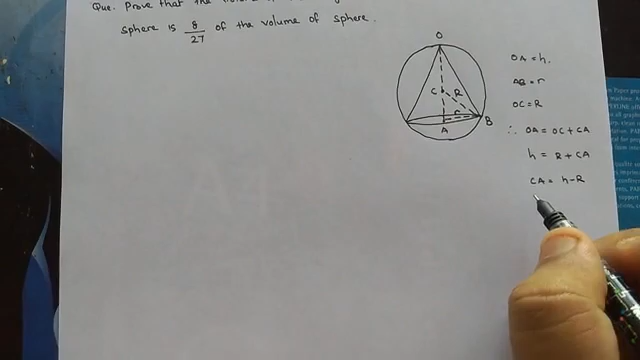 Que. Prove that the
sphere is 8/27 of the volume of sphere.
O
C R
r
A
B
OA = h.
AB = r
OC = R
∴ OA = OC + CA
h = R + CA
CA = h - R